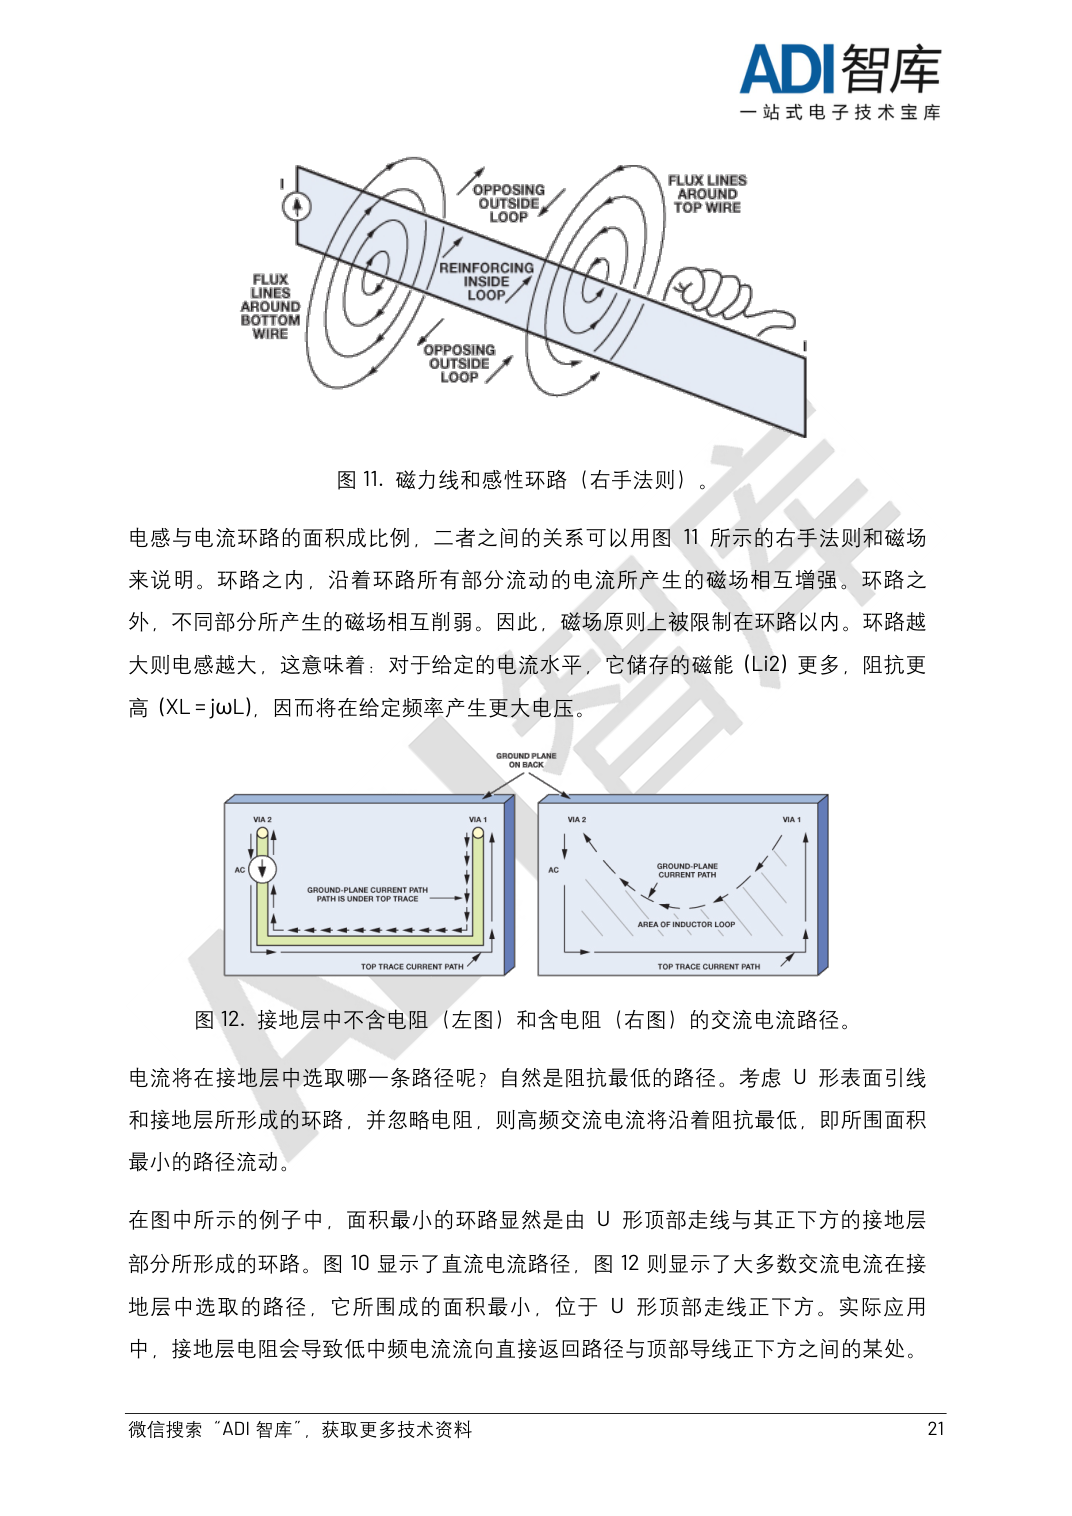 ADI智库
一站式电子技术宝库
I
OPPOSING
OUTSIDE
LOOP
FLUX LINES
AROUND
TOP WIRE
REINFORCING
INSIDE
LOOP
FLUX
LINES
AROUND
BOTTOM
WIRE
OPPOSING
OUTSIDE
LOOP
I
图 11. 磁力线和感性环路（右手法则）。
电感与电流环路的面积成比例，二者之间的关系可以用图 11 所示的右手法则和磁场
来说明。环路之内，沿着环路所有部分流动的电流所产生的磁场相互增强。环路之
外，不同部分所产生的磁场相互削弱。因此，磁场原则上被限制在环路以内。环路越
大则电感越大，这意味着：对于给定的电流水平，它储存的磁能 (Li2) 更多，阻抗更
高 (XL = jωL)，因而将在给定频率产生更大电压。
GROUND PLANE
ON BACK
VIA 2
VIA 1
AC
GROUND-PLANE CURRENT PATH
PATH IS UNDER TOP TRACE
TOP TRACE CURRENT PATH
VIA 2
VIA 1
AC
GROUND-PLANE
CURRENT PATH
AREA OF INDUCTOR LOOP
TOP TRACE CURRENT PATH
图 12. 接地层中不含电阻（左图）和含电阻（右图）的交流电流路径。
电流将在接地层中选取哪一条路径呢？自然是阻抗最低的路径。考虑 U 形表面引线
和接地层所形成的环路，并忽略电阻，则高频交流电流将沿着阻抗最低，即所围面积
最小的路径流动。
在图中所示的例子中，面积最小的环路显然是由 U 形顶部走线与其正下方的接地层
部分所形成的环路。图 10 显示了直流电流路径，图 12 则显示了大多数交流电流在接
地层中选取的路径，它所围成的面积最小，位于 U 形顶部走线正下方。实际应用
中，接地层电阻会导致低中频电流流向直接返回路径与顶部导线正下方之间的某处。
微信搜索“ADI 智库”，获取更多技术资料
21
ADI智库